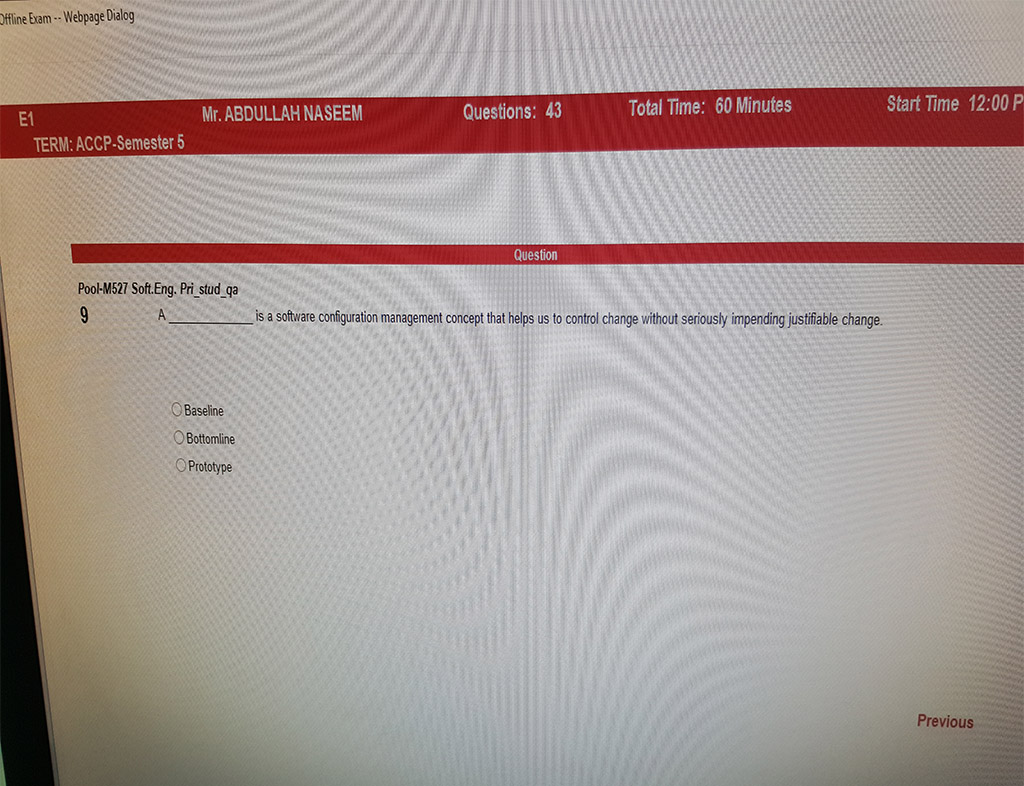 Offline Exam -- Webpage Dialog
E1 Mr. ABDULLAH NASEEM Questions: 43 Total Time: 60 Minutes Start Time 12:00 P
TERM: ACCP-Semester 5
Question
Pool-M527 Soft.Eng. Pri_stud_qa
9 A __________ is a software configuration management concept that helps us to control change without seriously impending justifiable change.
Baseline
Bottomline
Prototype
Previous